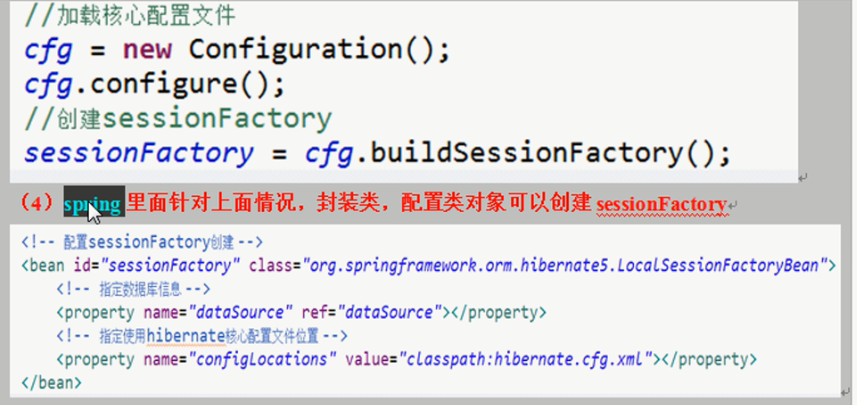 //加载核心配置文件
cfg = new Configuration();
cfg.configure();
//创建sessionFactory
sessionFactory = cfg.buildSessionFactory();
（4）spring 里面针对上面情况，封装类，配置类对象可以创建 sessionFactory
<!-- 配置sessionFactory创建 -->
<bean id="sessionFactory" class="org.springframework.orm.hibernate5.LocalSessionFactoryBean">
<!-- 指定数据库信息 -->
<property name="dataSource" ref="dataSource"></property>
<!-- 指定使用hibernate核心配置文件位置 -->
<property name="configLocations" value="classpath:hibernate.cfg.xml"></property>
</bean>